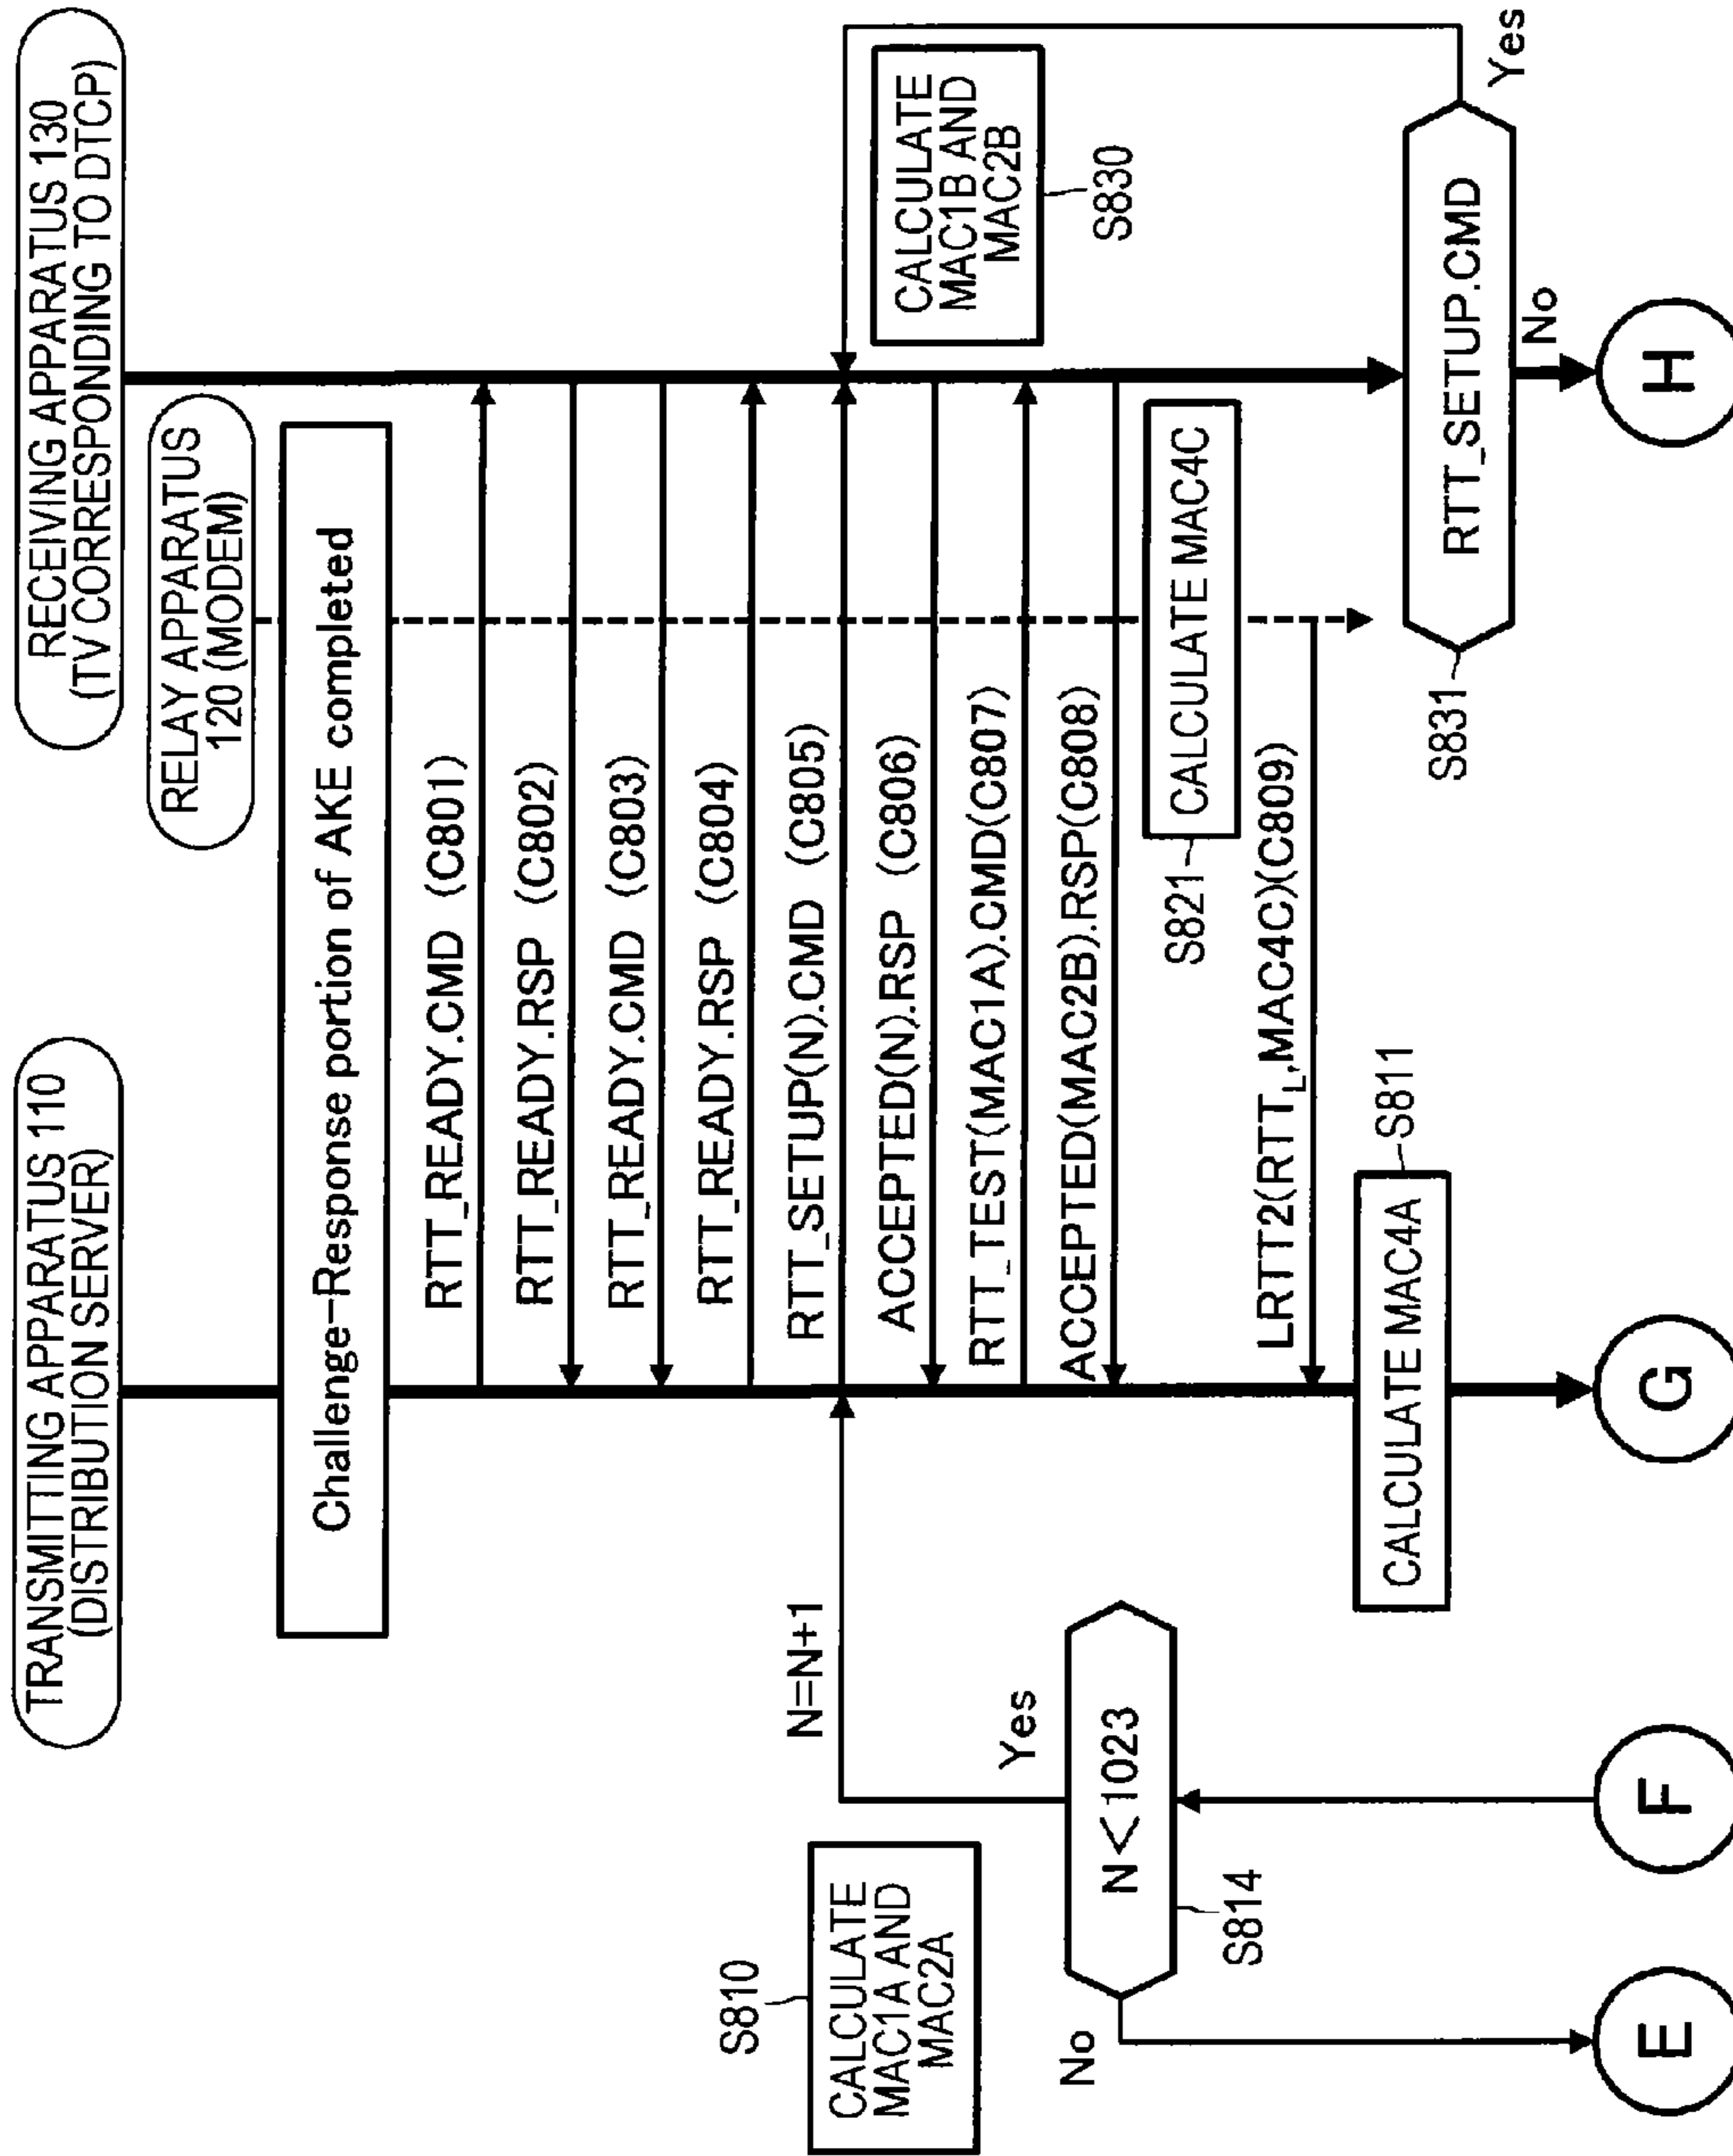 TRANSMITTING APPARATUS 110
(DISTRIBUTION SERVER)
RECEIVING APPARATUS 130
(TV CORRESPONDING TO DTCP)
RELAY APPARATUS
120 (MODEM)
Challenge-Response portion of AKE completed
RTT_READY.CMD (C801)
RTT_READY.RSP (C802)
RTT_READY.CMD (C803)
RTT_READY.RSP (C804)
S810
CALCULATE
MAC1A AND
MAC2A
N=N+1
RTT_SETUP(N).CMD (C805)
ACCEPTED(N).RSP (C806)
CALCULATE
MAC1B AND
MAC2B
S830
RTT_TEST(MAC1A).CMD(C807)
ACCEPTED(MAC2B).RSP(C808)
No
Yes
N<1023
S814
S821
CALCULATE MAC4C
LRTT2(RTTL,MAC4C)(C809)
CALCULATE MAC4A
S811
S831
RTT_SETUP.CMD
Yes
No
E
F
G
H